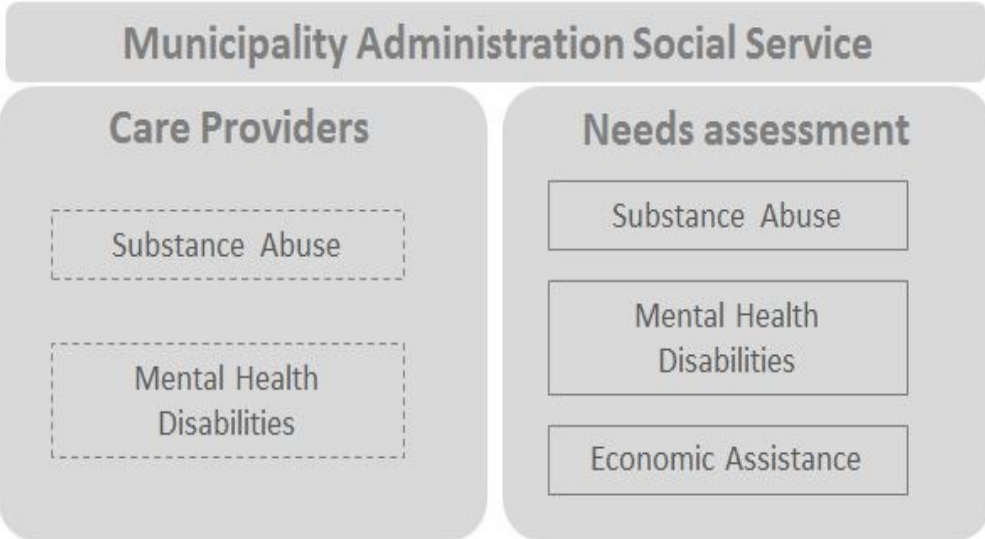 Municipality Administration Social Service
Care Providers
Substance Abuse
Mental Health
Disabilities
Needs assessment
Substance Abuse
Mental Health
Disabilities
Economic Assistance